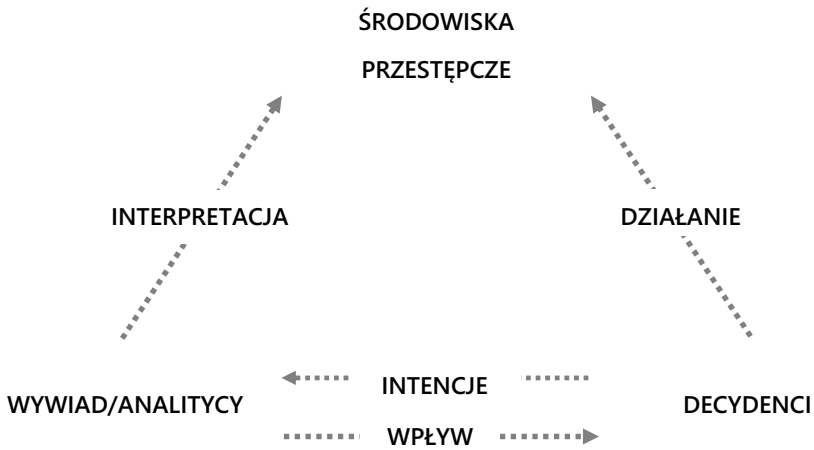 ŚRODOWISKA
PRZESTĘPCZE
INTERPRETACJA
DZIAŁANIE
WYWIAD/ANALITYCY
INTENCJE
DECYDENCI
WPŁYW